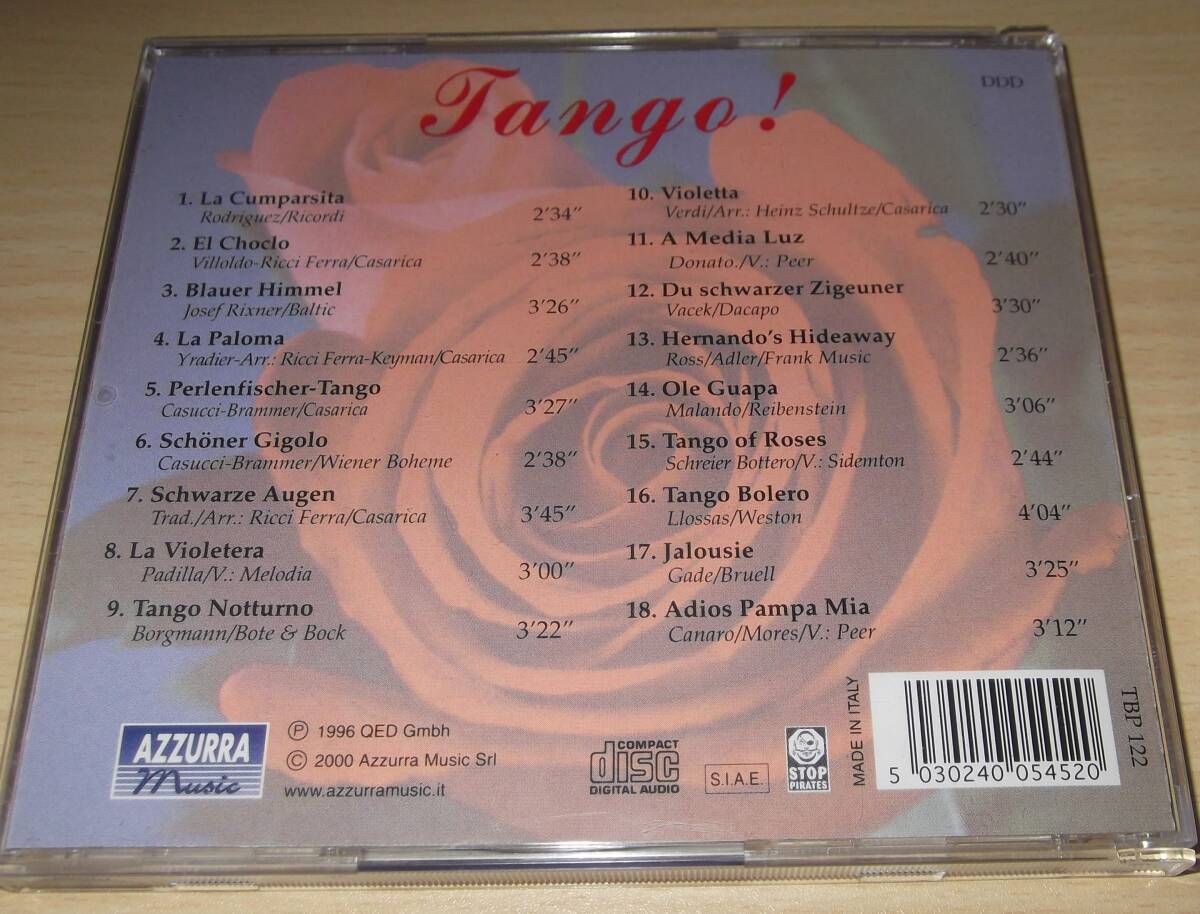 Tango!
DDD
1. La Cumparsita
Rodriguez/Ricordi 2'34"
2. El Choclo
Villoldo-Ricci Ferra/Casarica 2'38"
3. Blauer Himmel
Josef Rixner/Baltic 3'26"
4. La Paloma
Yradier-Arr.: Ricci Ferra-Keyman/Casarica 2'45"
5. Perlenfischer-Tango
Casucci-Brammer/Casarica 3'27"
6. Schöner Gigolo
Casucci-Brammer/Wiener Boheme 2'38"
7. Schwarze Augen
Trad./Arr.: Ricci Ferra/Casarica 3'45"
8. La Violetera
Padilla/V.: Melodia 3'00"
9. Tango Notturno
Borgmann/Bote & Bock 3'22"
10. Violetta
Verdi/Arr.: Heinz Schultze/Casarica 2'30"
11. A Media Luz
Donato./V.: Peer 2'40"
12. Du schwarzer Zigeuner
Vacek/Dacapo 3'30"
13. Hernando's Hideaway
Ross/Adler/Frank Music 2'36"
14. Ole Guapa
Malando/Reibenstein 3'06"
15. Tango of Roses
Schreier Bottero/V.: Sidemton 2'44"
16. Tango Bolero
Llossas/Weston 4'04"
17. Jalousie
Gade/Bruell 3'25"
18. Adios Pampa Mia
Canaro/Mores/V.: Peer 3'12"
AZZURRA
Music
℗ 1996 QED Gmbh
© 2000 Azzurra Music Srl
www.azzurramusic.it
COMPACT
disc
DIGITAL AUDIO
S.I.A.E.
STOP
PIRATES
MADE IN ITALY
5 030240 054520
TBP 122